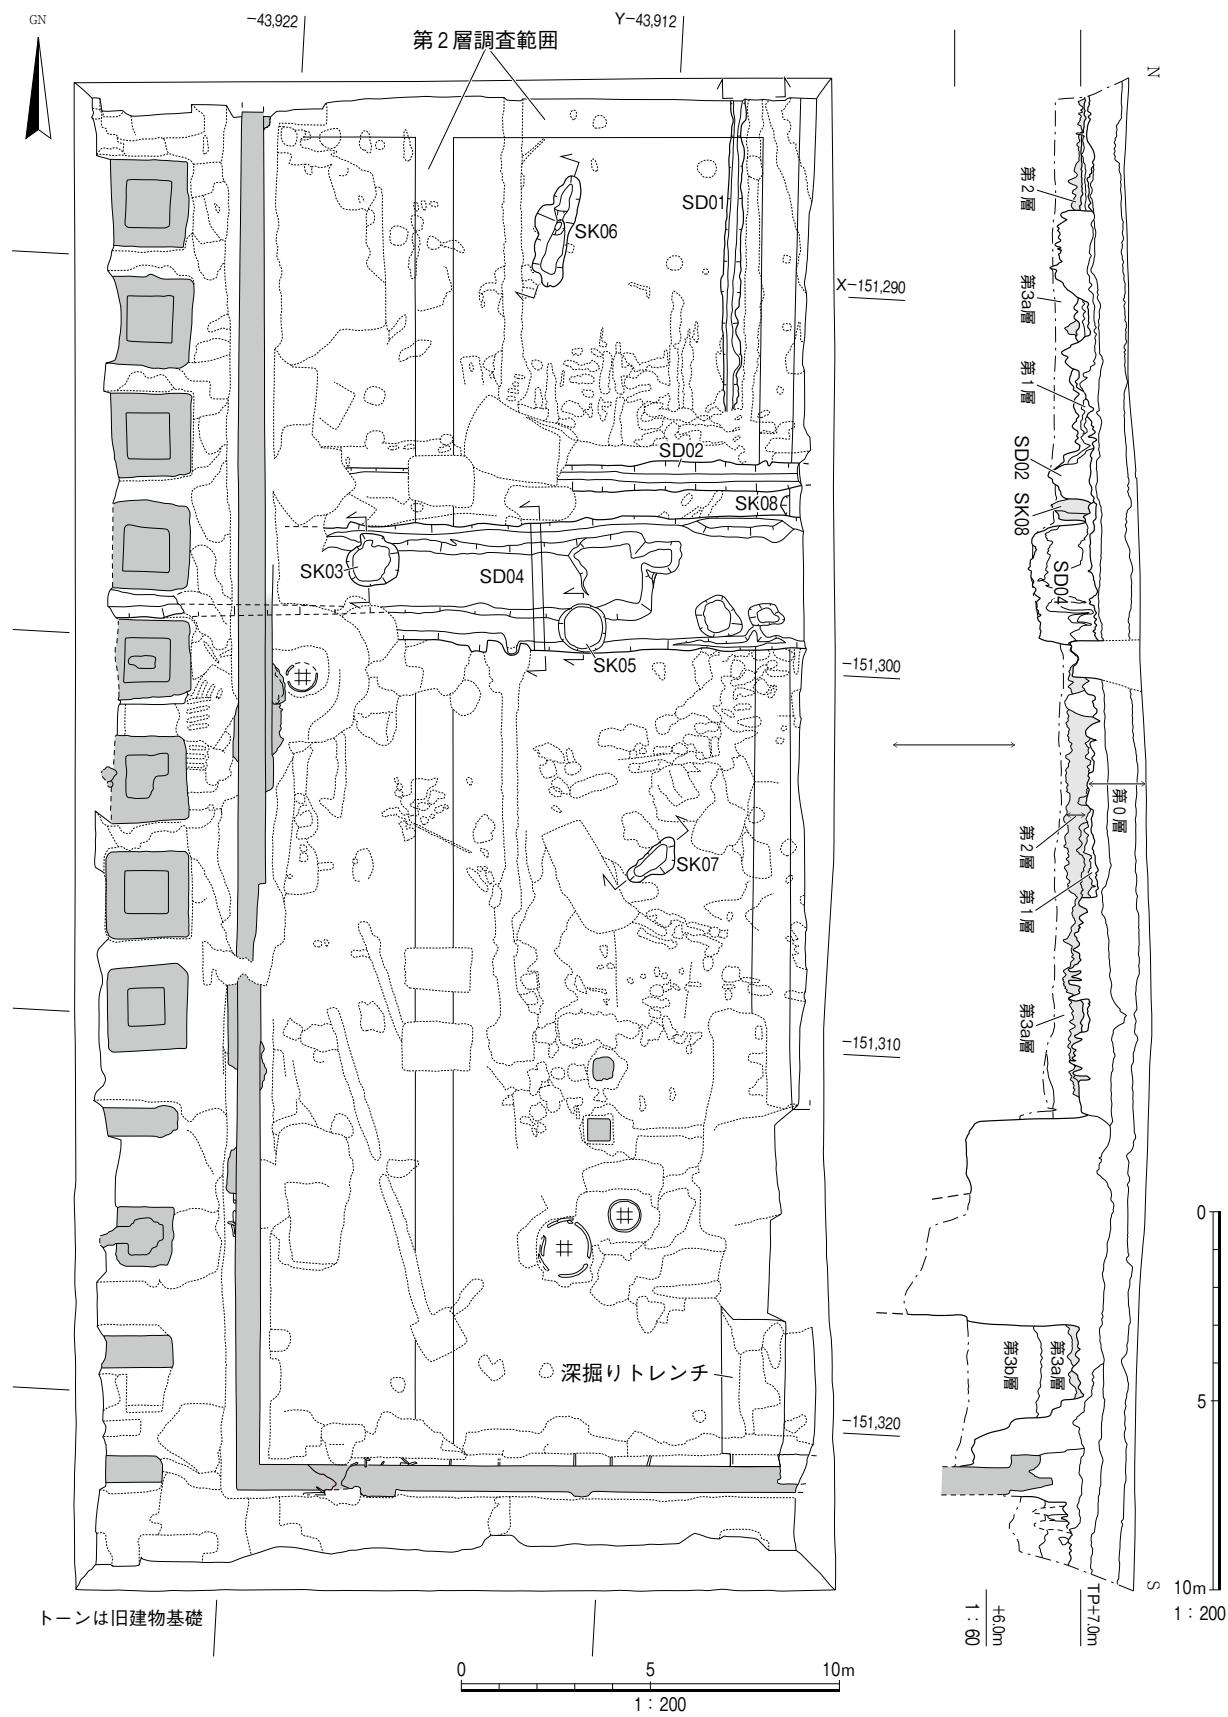 GN
-43,922
Y-43,912
第2層調査範囲
N
SK06
SD01
第2層
X-151,290
第3a層
第1層
SD02
SD02
SK08
SK08
SK03
SD04
SD04
SK05
-151,300
第0層
第2層
第1層
SK07
第3a層
-151,310
0
深掘りトレンチ
第3b層
第3a層
5
-151,320
S
10m
1：200
トーンは旧建物基礎
+6.0m
1：60
TP+7.0m
0 5 10m
1：200